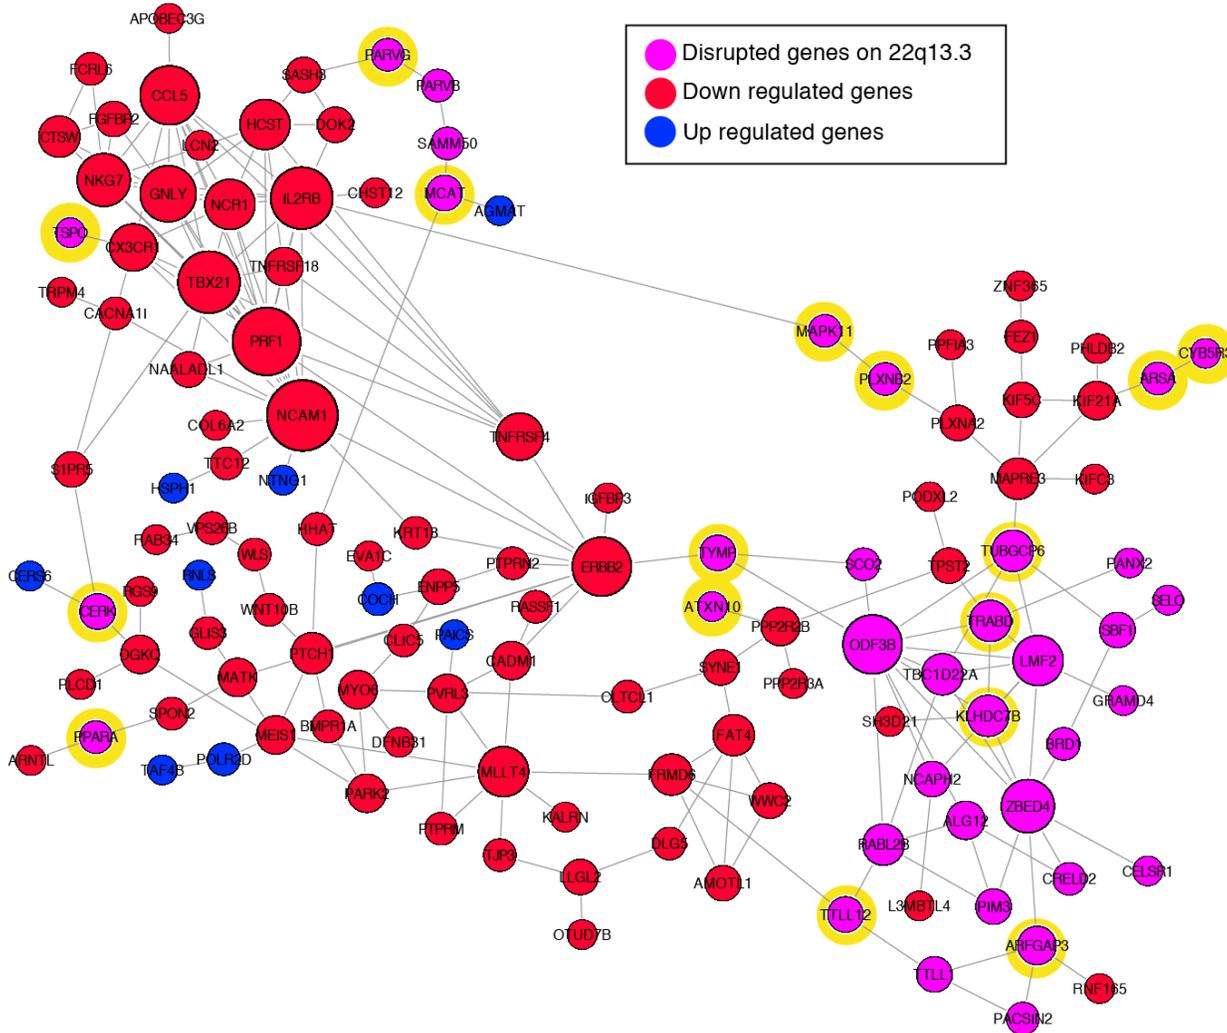 APOBEC3G
Disrupted genes on 22q13.3
Down regulated genes
Up regulated genes
FCRL6
SASH3
PARVG
PARVB
CCL5
FGFBP2
HCST
DOK2
CTSW
LCN2
SAMM50
NKG7
GNLY
NCR1
IL2RB
CHST12
MCAT
AGMAT
TSPO
CX3CR1
TNFRSF18
TBX21
TRPM4
CACNA1I
ZNF365
MAPK11
PRF1
PPFIA3
FEZ1
PHLDB2
CYB5R3
NAALADL1
PLXNB2
ARSA
KIF5C
KIF21A
NCAM1
COL6A2
PLXNA2
TNFRSF4
S1PR5
TTC12
HSPH1
NTNG1
MAPRE3
KIFC3
IGFBP3
PODXL2
RAB34
VPS26B
HHAT
KRT18
WLS
EVA1C
PTPRN2
ERBB2
TYMP
SCO2
TUBGCP6
TPST2
PANX2
CERS6
RNLS
RGS9
COCH
ENPP5
RASSF1
ATXN10
SELO
CERK
WNT10B
PPP2R2B
TRABD
SBF1
GLIS3
CLIC5
PAICS
ODF3B
DGKQ
PTCH1
CADM1
LMF2
PLCD1
MATK
MYO6
PVRL3
SYNE1
PPP2R3A
TBC1D22A
CLTCL1
GRAMD4
SPON2
BMPR1A
SH3D21
KLHDC7B
PPARA
MEIS1
DFNB31
FAT4
BRD1
ARNTL
TAF4B
POLR2D
MLLT4
FRMD6
NCAPH2
PARK2
WWC2
ZBED4
PTPRM
KALRN
ALG12
TJP3
DLG5
RABL2B
LLGL2
AMOTL1
CRELD2
CELSR1
L3MBTL4
PIM3
TTLL12
OTUD7B
ARFGAP3
TTLL1
RNF165
PACSIN2